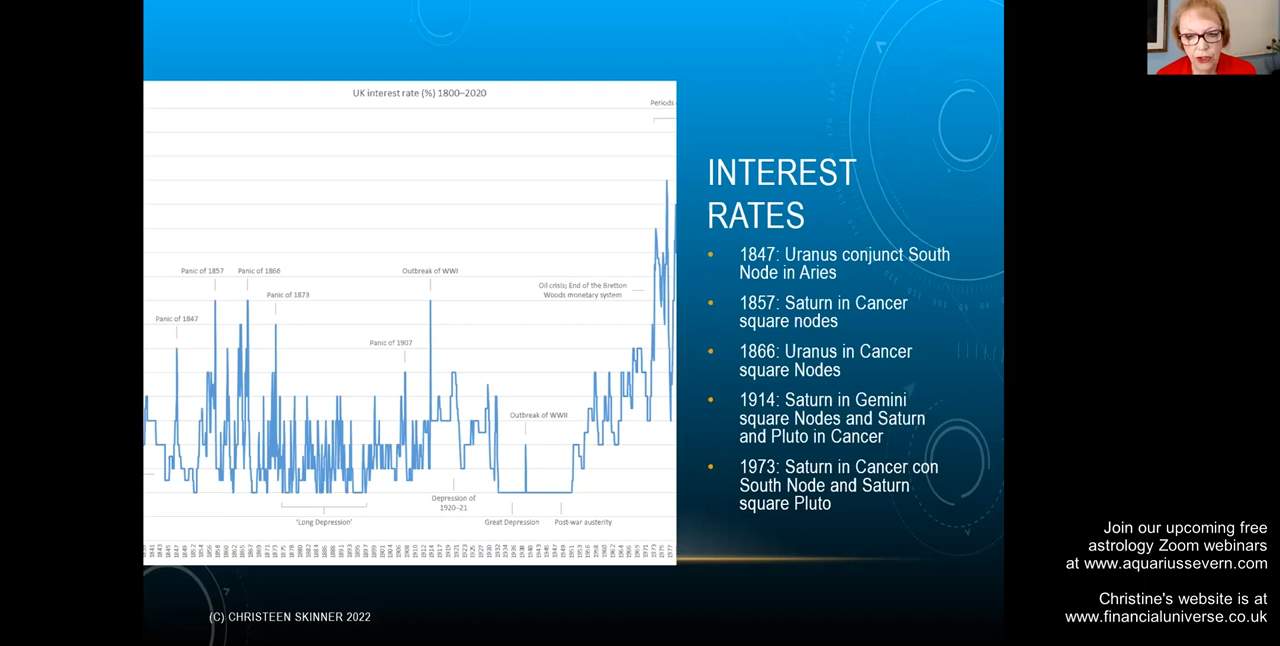 UK interest rate (%) 1800–2020
Periods
Panic of 1857
Panic of 1866
Outbreak of WWI
Oil crisis; End of the Bretton
Woods monetary system
Panic of 1873
Panic of 1847
Panic of 1907
Outbreak of WWII
Depression of
1920–21
'Long Depression'
Great Depression
Post-war austerity
INTEREST
RATES
• 1847: Uranus conjunct South
Node in Aries
• 1857: Saturn in Cancer
square nodes
• 1866: Uranus in Cancer
square Nodes
• 1914: Saturn in Gemini
square Nodes and Saturn
and Pluto in Cancer
• 1973: Saturn in Cancer con
South Node and Saturn
square Pluto
(C) CHRISTEEN SKINNER 2022
Join our upcoming free
astrology Zoom webinars
at www.aquariussevern.com
Christine's website is at
www.financialuniverse.co.uk